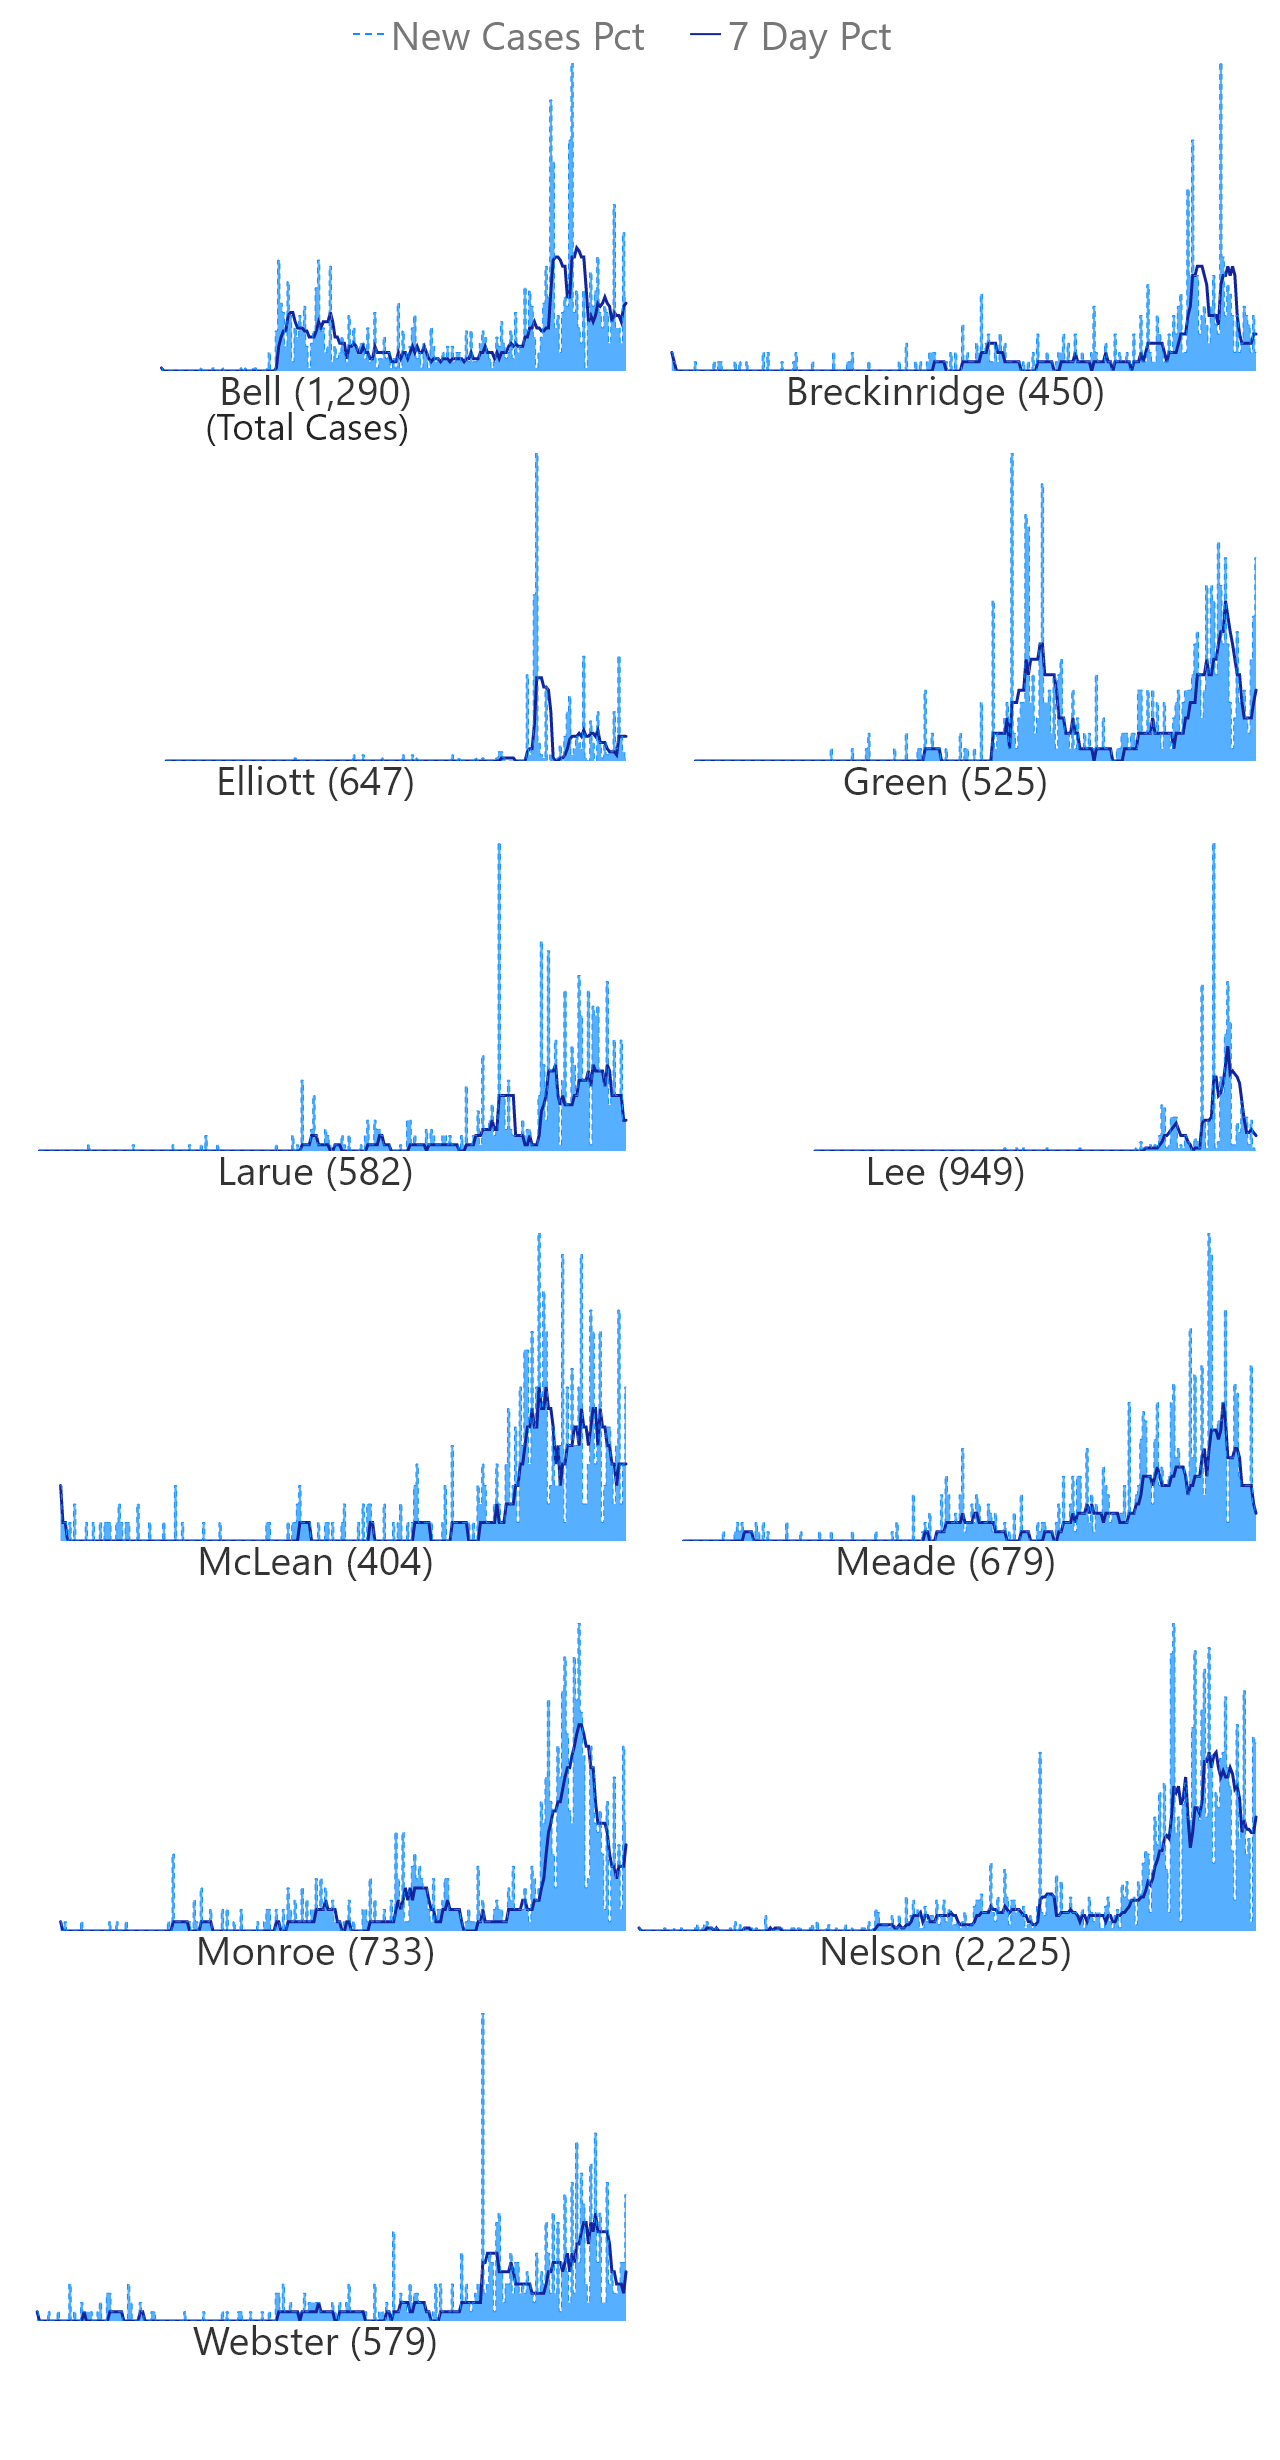 New Cases Pct 7 Day Pct
Bell (1,290) Breckinridge (450)
(Total Cases)
Elliott (647) Green (525)
Larue (582) Lee (949)
McLean (404) Meade (679)
Monroe (733) Nelson (2,225)
Webster (579)